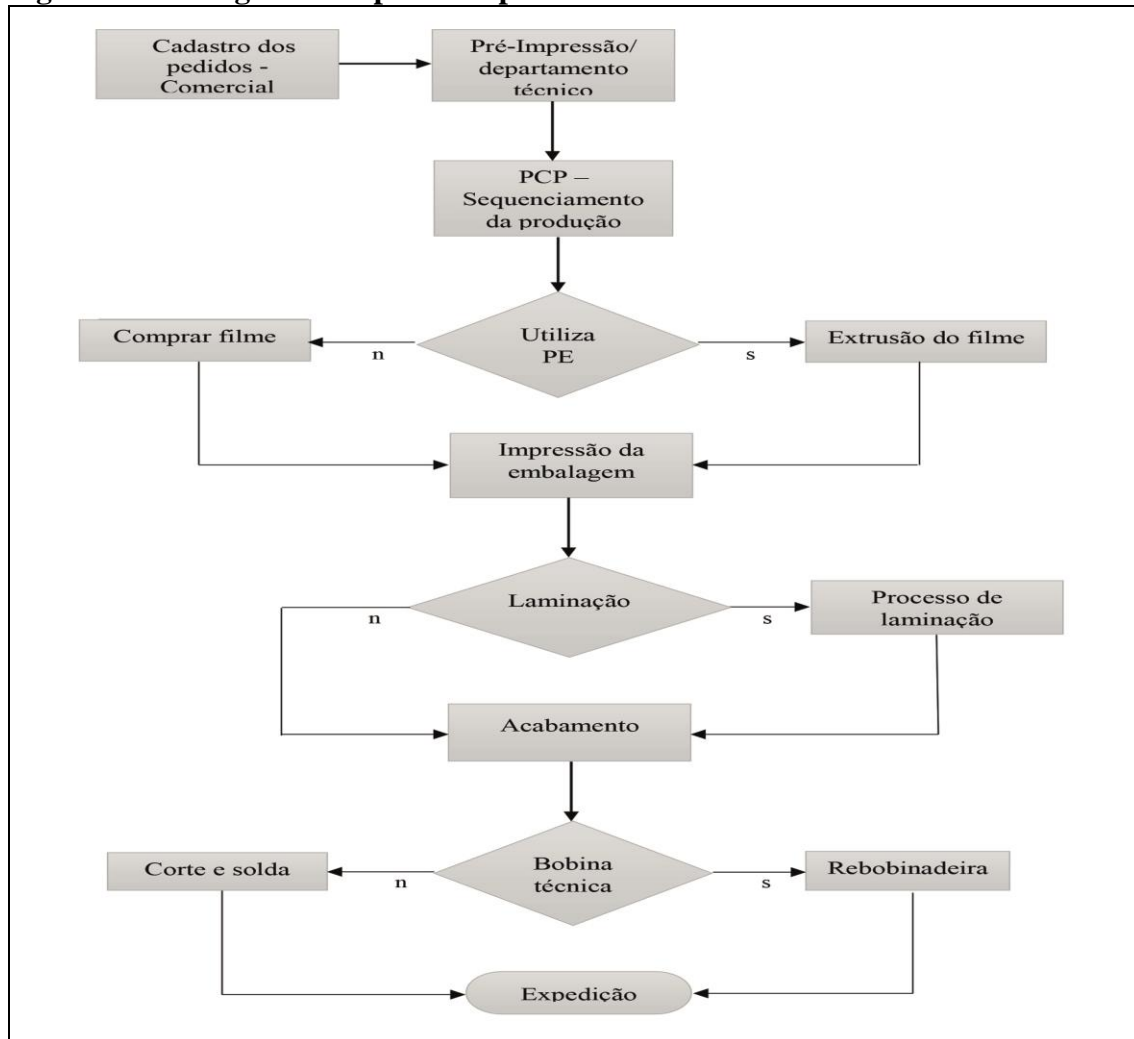 Cadastro dos
pedidos -
Comercial
Pré-Impressão/
departamento
técnico
PCP –
Sequenciamento
da produção
Utiliza
PE
Comprar filme
n
s
Extrusão do filme
Impressão da
embalagem
Laminação
n
s
Processo de
laminação
Acabamento
Bobina
técnica
Corte e solda
n
s
Rebobinadeira
Expedição